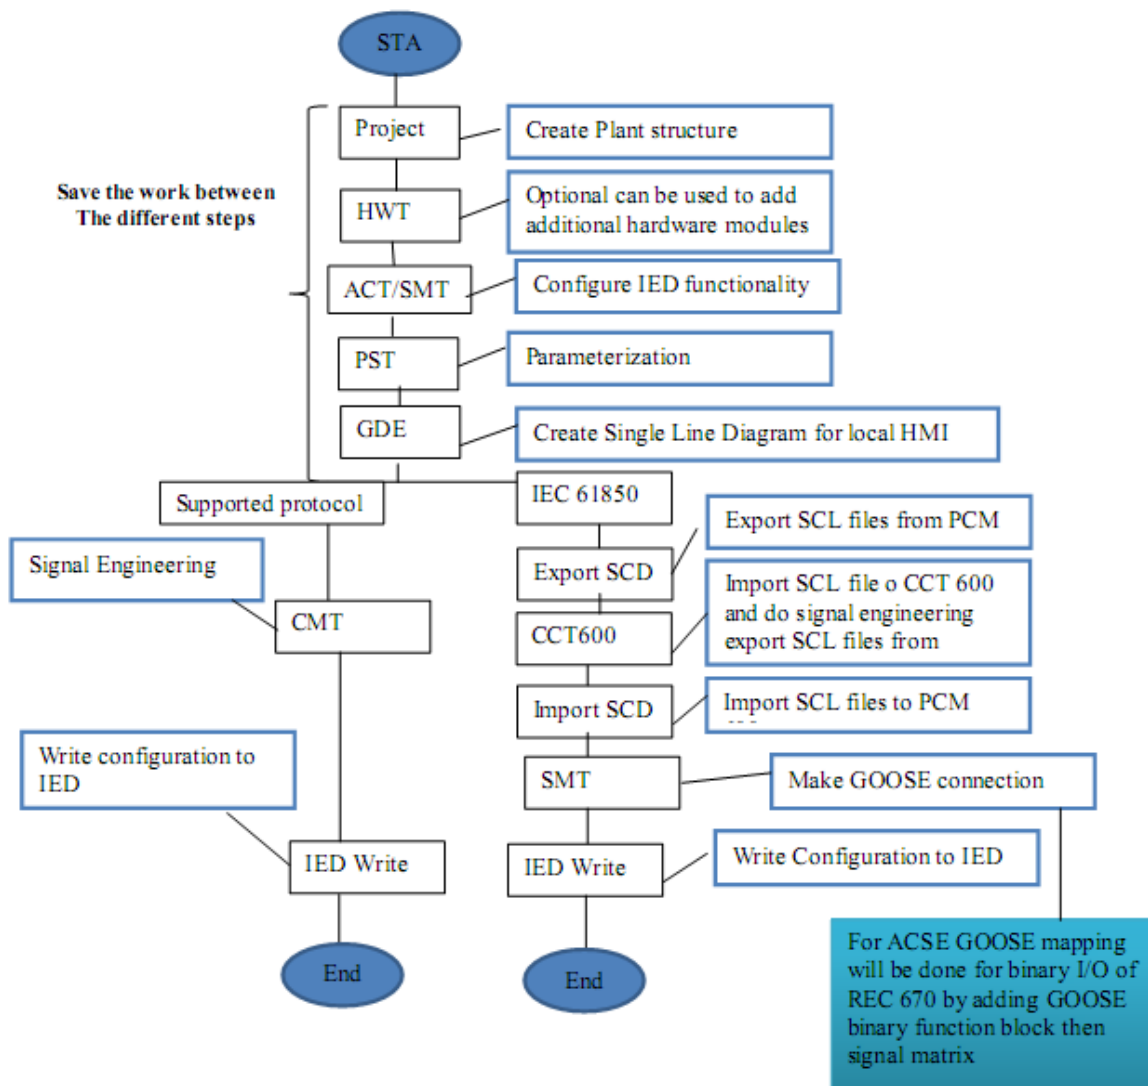 STA
Project
Create Plant structure
Save the work between
The different steps
HWT
Optional can be used to add
additional hardware modules
ACT/SMT
Configure IED functionality
PST
Parameterization
GDE
Create Single Line Diagram for local HMI
Supported protocol
IEC 61850
Signal Engineering
Export SCD
Export SCL files from PCM
CMT
CCT600
Import SCL file o CCT 600
and do signal engineering
export SCL files from
Import SCD
Import SCL files to PCM
Write configuration to
IED
SMT
Make GOOSE connection
IED Write
IED Write
Write Configuration to IED
End
End
For ACSE GOOSE mapping
will be done for binary I/O of
REC 670 by adding GOOSE
binary function block then
signal matrix